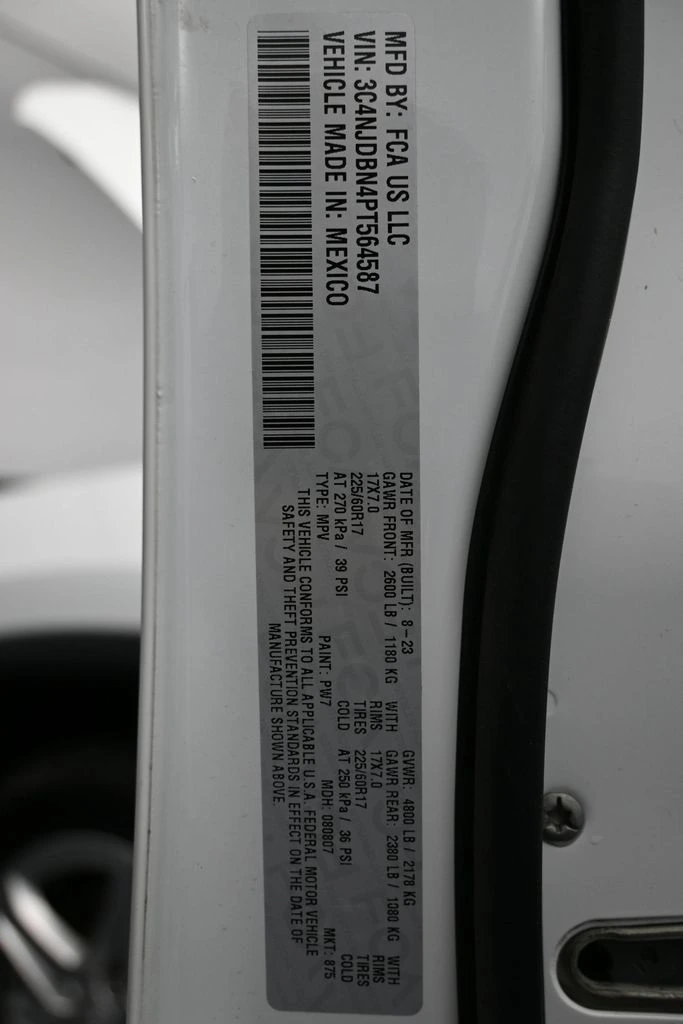 MFD BY: FCA US LLC
VIN: 3C4NJDBN4PT564587
VEHICLE MADE IN: MEXICO
DATE OF MFR (BUILT): 8-23 GVWR: 4800 LB / 2178 KG
GAWR FRONT: 2600 LB / 1180 KG WITH GAWR REAR: 2380 LB / 1080 KG WITH
17X7.0 RIMS 17X7.0 RIMS
225/60R17 TIRES 225/60R17 TIRES
AT 270 kPa / 39 PSI COLD AT 250 kPa / 36 PSI COLD
TYPE: MPV PAINT: PW7 MDH: 080807 MKT: 875
THIS VEHICLE CONFORMS TO ALL APPLICABLE U.S.A. FEDERAL MOTOR VEHICLE
SAFETY AND THEFT PREVENTION STANDARDS IN EFFECT ON THE DATE OF
MANUFACTURE SHOWN ABOVE.